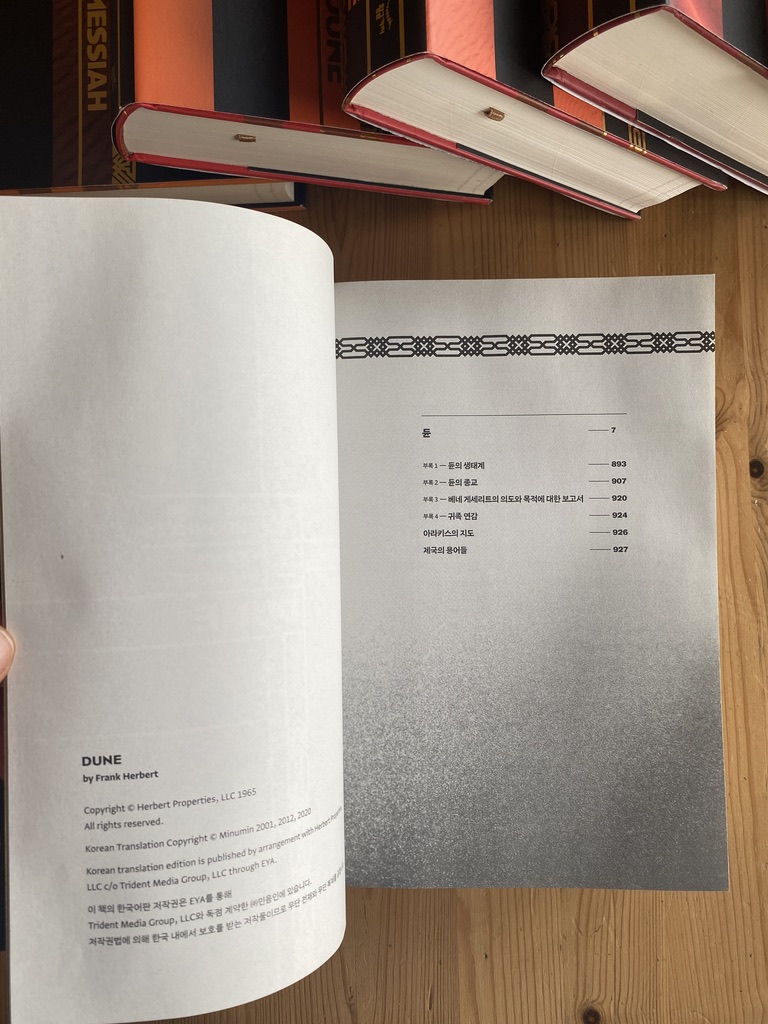 MESSIAH
DUNE
DUNE
by Frank Herbert
Copyright © Herbert Properties, LLC 1965
All rights reserved.
Korean Translation Copyright © Minumin 2001, 2012, 2020
Korean translation edition is published by arrangement with Herbert
LLC c/o Trident Media Group, LLC through EYA.
이 책의 한국어판 저작권은 EYA를 통해
Trident Media Group, LLC와 독점 계약한 ㈜민음인에 있습니다.
저작권법에 의해 한국 내에서 보호를 받는 저작물이므로 무단 전재와 무단 복제를
듄 7
부록 1 — 듄의 생태계 893
부록 2 — 듄의 종교 907
부록 3 — 베네 게세리트의 의도와 목적에 대한 보고서 920
부록 4 — 귀족 연감 924
아라키스의 지도 926
제국의 용어들 927